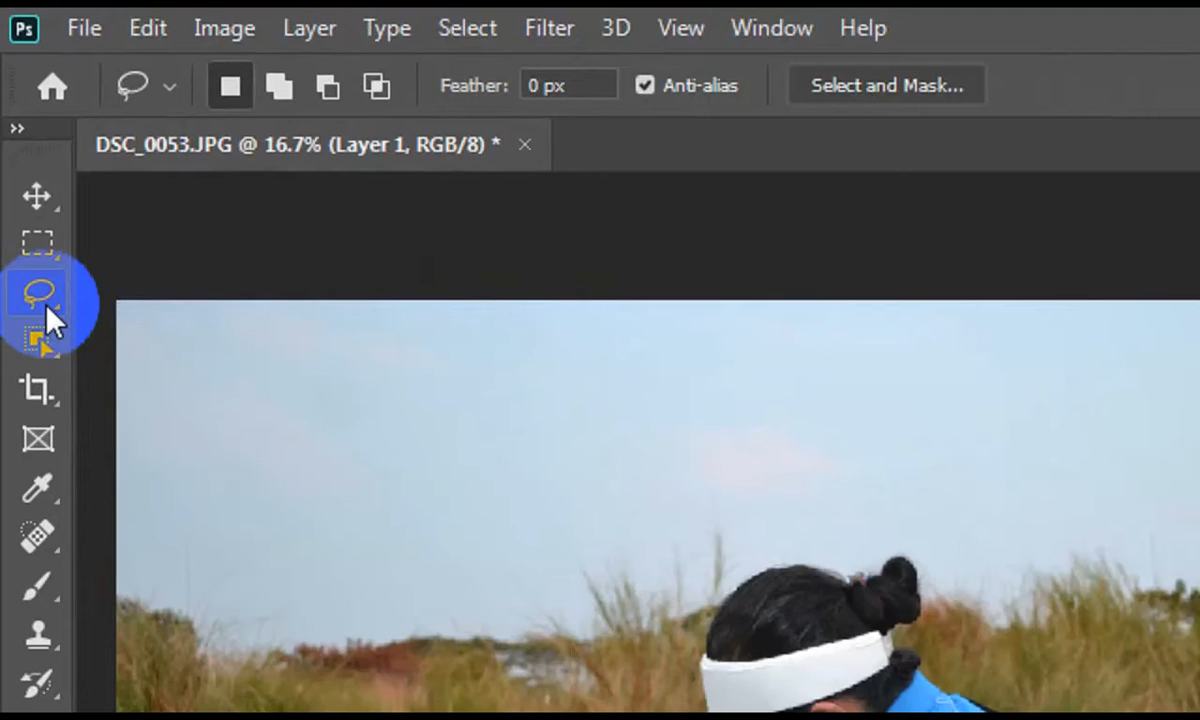 Ps File Edit Image Layer Type Select Filter 3D View Window Help
Feather: 0 px Anti-alias Select and Mask...
DSC_0053.JPG @ 16.7% (Layer 1, RGB/8) * ×